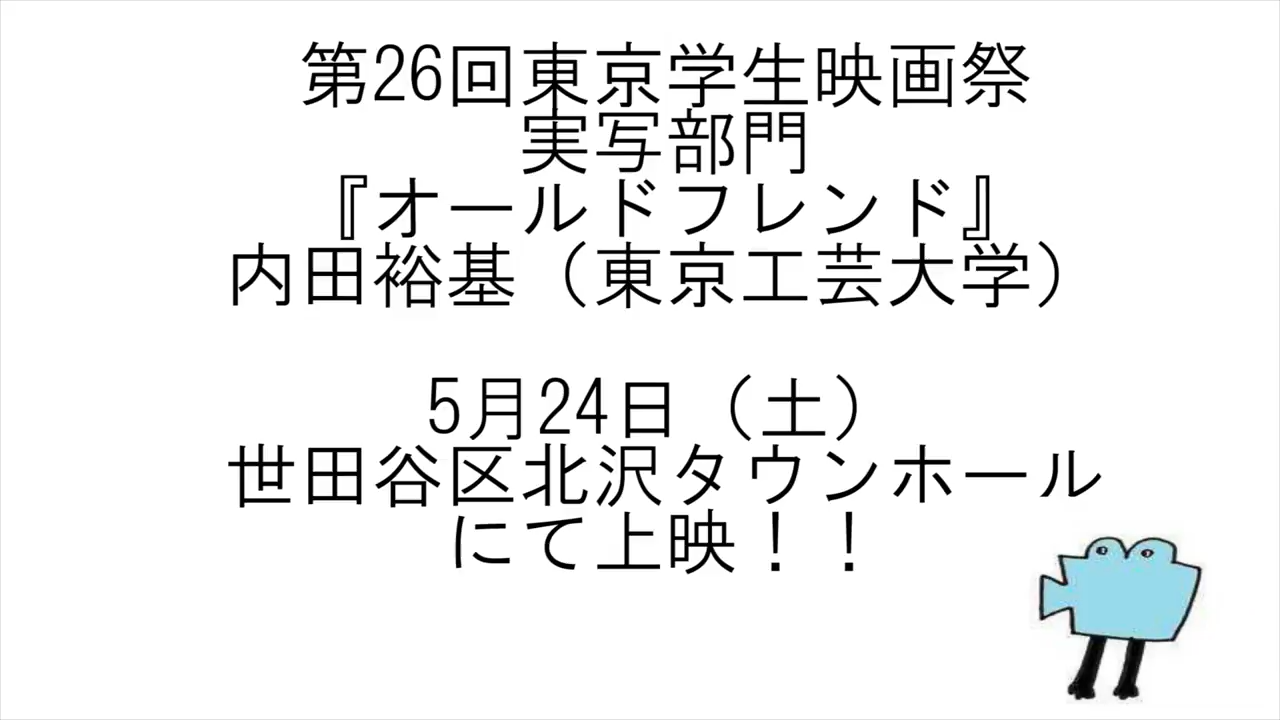 第26回東京学生映画祭
実写部門
『オールドフレンド』
内田裕基（東京工芸大学）
5月24日（土）
世田谷区北沢タウンホール
にて上映！！